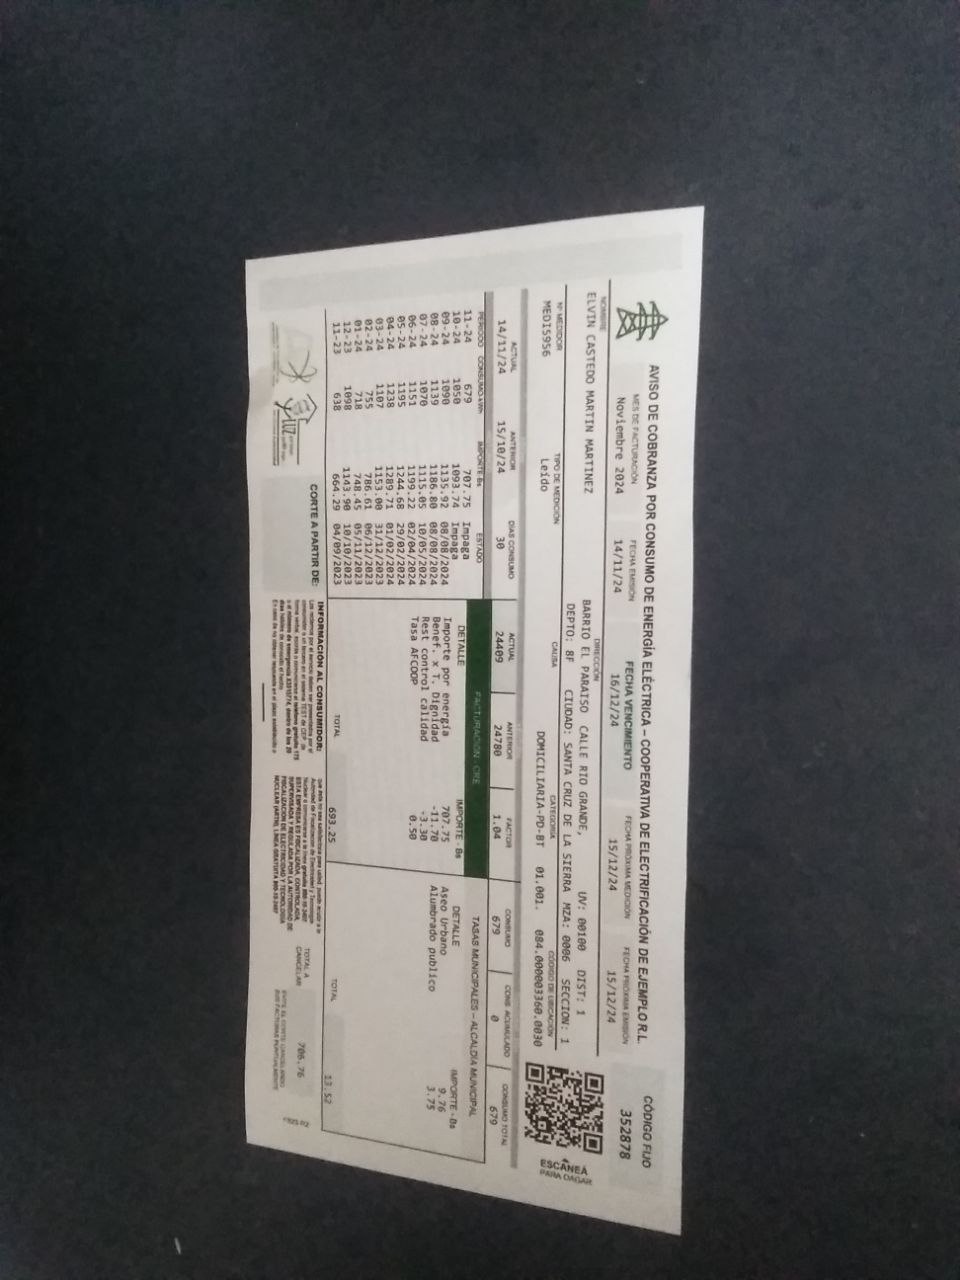 AVISO DE COBRANZA POR CONSUMO DE ENERGÍA ELÉCTRICA – COOPERATIVA DE ELECTRIFICACIÓN DE EJEMPLO R.L.
CÓDIGO FIJO
352878
MES DE FACTURACIÓN FECHA EMISIÓN FECHA VENCIMIENTO FECHA PRÓXIMA MEDICIÓN FECHA PRÓXIMA EMISIÓN
Noviembre 2024 14/11/24 16/12/24 15/12/24 15/12/24
NOMBRE DIRECCIÓN
ELVIN CASTEDO MARTIN MARTINEZ BARRIO EL PARAISO CALLE RIO GRANDE, UV: 00100 DIST: 1
DEPTO: 8F CIUDAD: SANTA CRUZ DE LA SIERRA MZA: 0006 SECCION: 1
Nº MEDIDOR TIPO DE MEDICIÓN CAUSA CATEGORÍA CÓDIGO DE UBICACIÓN
MEDI5956 Leído DOMICILIARIA-PD-BT 01.001. 084.000003360.0030
ESCANEÁ
PARA
ACTUAL ANTERIOR DÍAS CONSUMO ACTUAL ANTERIOR FACTOR CONSUMO CONS. ACUMULADO CONSUMO TOTAL
14/11/24 15/10/24 30 24409 24780 1.04 679 0 679
PERIODO CONSUMO-kWh IMPORTE-Bs ESTADO
11-24 679 707.75 Impaga
10-24 1050 1093.74 Impaga
09-24 1090 1135.92 08/08/2024
08-24 1139 1186.80 08/08/2024
07-24 1070 1115.05 10/05/2024
06-24 1151 1199.22 02/04/2024
05-24 1195 1244.68 29/02/2024
04-24 1238 1289.71 01/02/2024
03-24 1107 1153.00 31/12/2023
02-24 755 786.61 06/12/2023
01-24 718 748.45 05/11/2023
12-23 1098 1143.90 10/10/2023
11-23 638 664.29 04/09/2023
FACTURACIÓN - CRE
DETALLE IMPORTE - Bs
Importe por energía 707.75
Benef. x T. Dignidad -11.70
Rest control calidad -3.30
Tasa AFCOOP 0.50
TOTAL 693.25
TASAS MUNICIPALES – ALCALDÍA MUNICIPAL
DETALLE IMPORTE - Bs
Aseo Urbano 9.76
Alumbrado publico 3.75
TOTAL 13.52
Luz
CORTE A PARTIR DE:
INFORMACIÓN AL CONSUMIDOR:
TOTAL A
CANCELAR
706.76
EVITE EL CORTE CANCELANDO
SUS FACTURAS PUNTUALMENTE